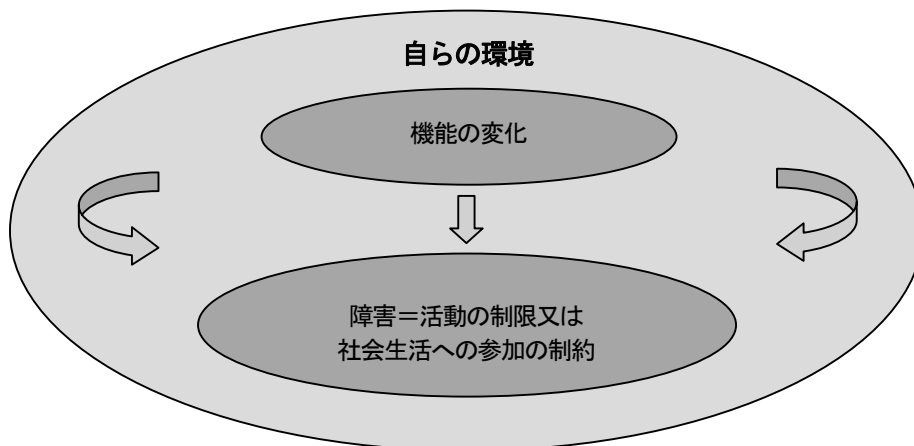 自らの環境
機能の変化
障害＝活動の制限又は
社会生活への参加の制約